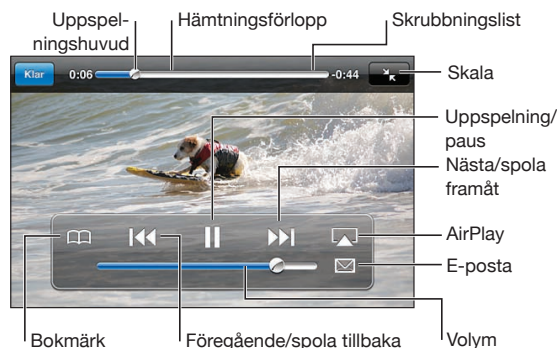 Uppspel-
ningshuvud
Hämtningsförlopp
Skrubbningslist
Klar
0:06
-0:44
Skala
Uppspelning/
paus
Nästa/spola
framåt
AirPlay
E-posta
Bokmärk
Föregående/spola tillbaka
Volym